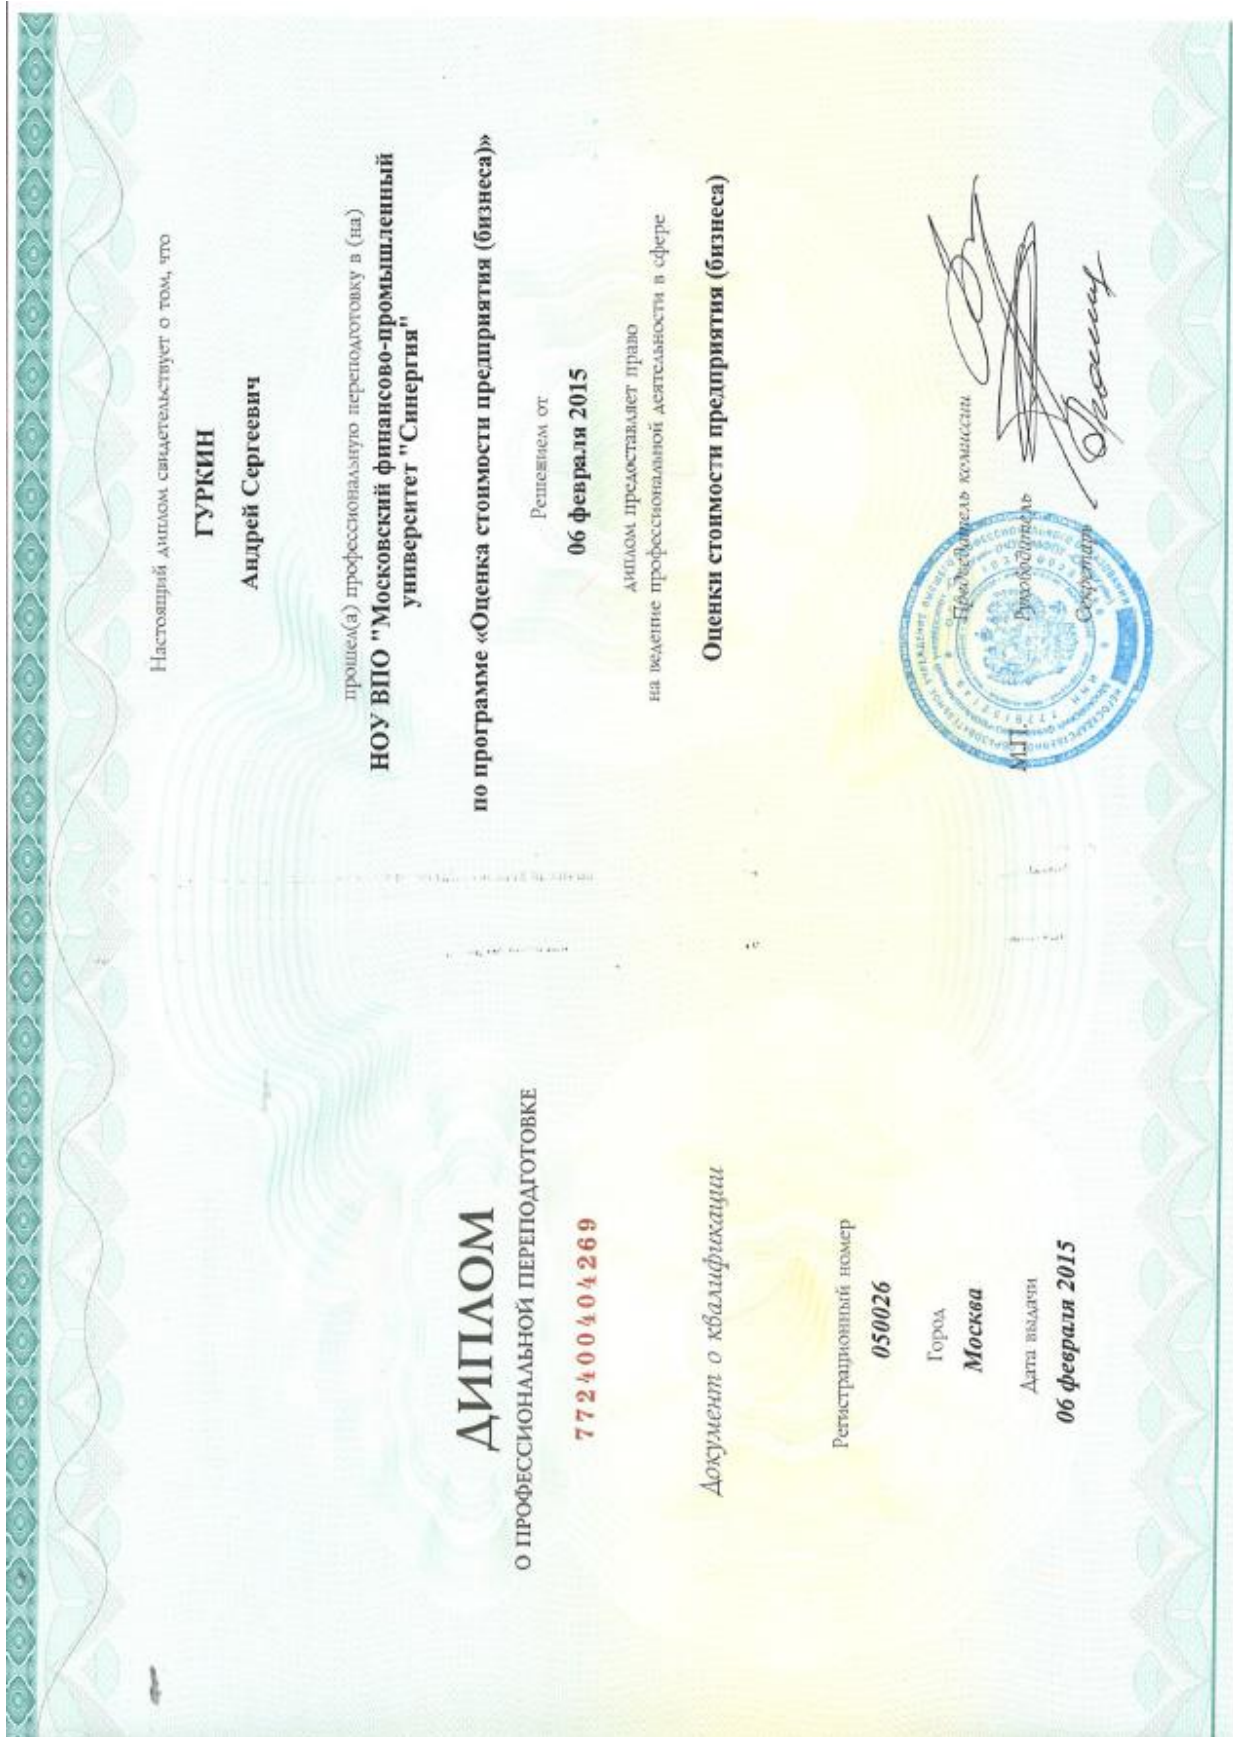 ДИПЛОМ
О ПРОФЕССИОНАЛЬНОЙ ПЕРЕПОДГОТОВКЕ
772400404269
Документ о квалификации
Регистрационный номер
050026
Город
Москва
Дата выдачи
06 февраля 2015
Настоящий диплом свидетельствует о том, что
ГУРКИН
Андрей Сергеевич
прошел(а) профессиональную переподготовку в (на)
НОУ ВПО "Московский финансово-промышленный
университет "Синергия"
по программе «Оценка стоимости предприятия (бизнеса)»
Решением от
06 февраля 2015
диплом предоставляет право
на ведение профессиональной деятельности в сфере
Оценки стоимости предприятия (бизнеса)
Председатель комиссии
Руководитель
М.П.
Секретарь